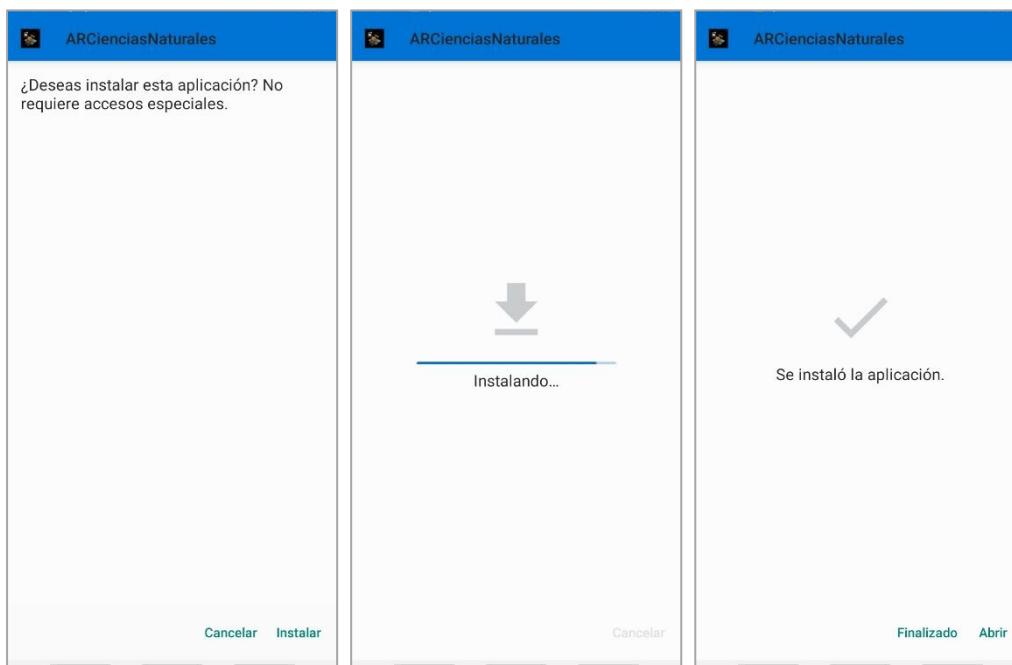 ARCienciasNaturales
¿Deseas instalar esta aplicación? No
requiere accesos especiales.
Cancelar Instalar
ARCienciasNaturales
Instalando...
Cancelar
ARCienciasNaturales
Se instaló la aplicación.
Finalizado Abrir